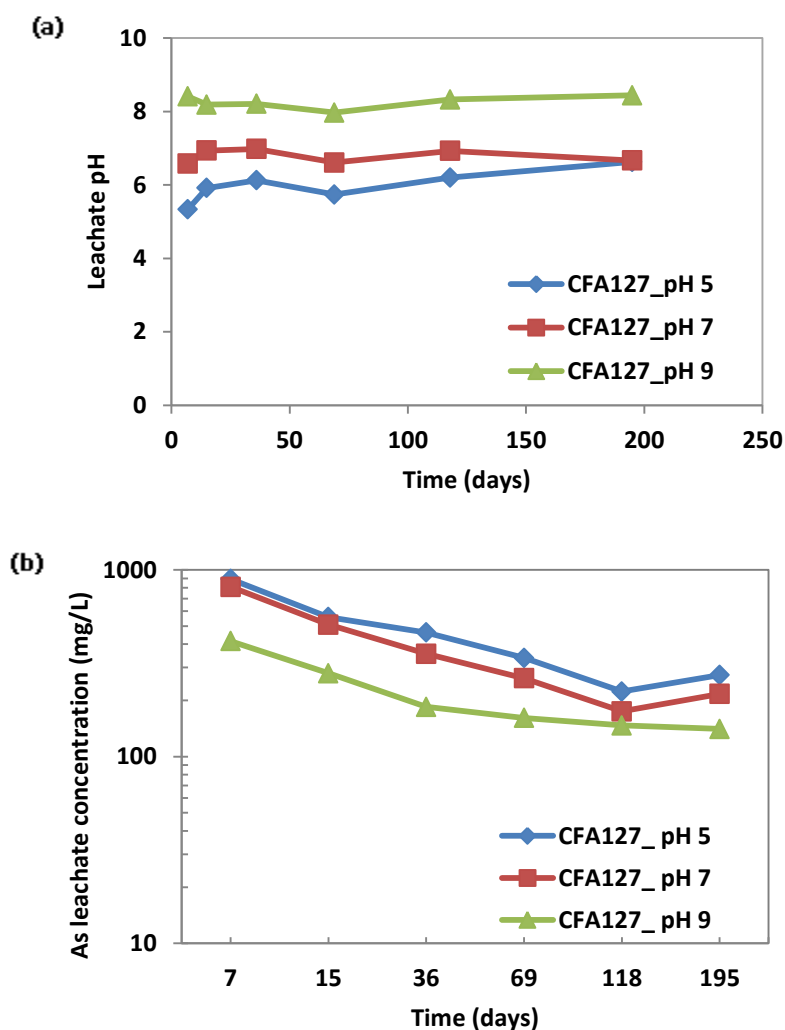 (a)
10
8
6
4
2
0
Leachate pH
CFA127_pH 5
CFA127_pH 7
CFA127_pH 9
0 50 100 150 200 250
Time (days)
(b)
1000
100
10
As leachate concentration (mg/L)
CFA127_ pH 5
CFA127_ pH 7
CFA127_ pH 9
7 15 36 69 118 195
Time (days)